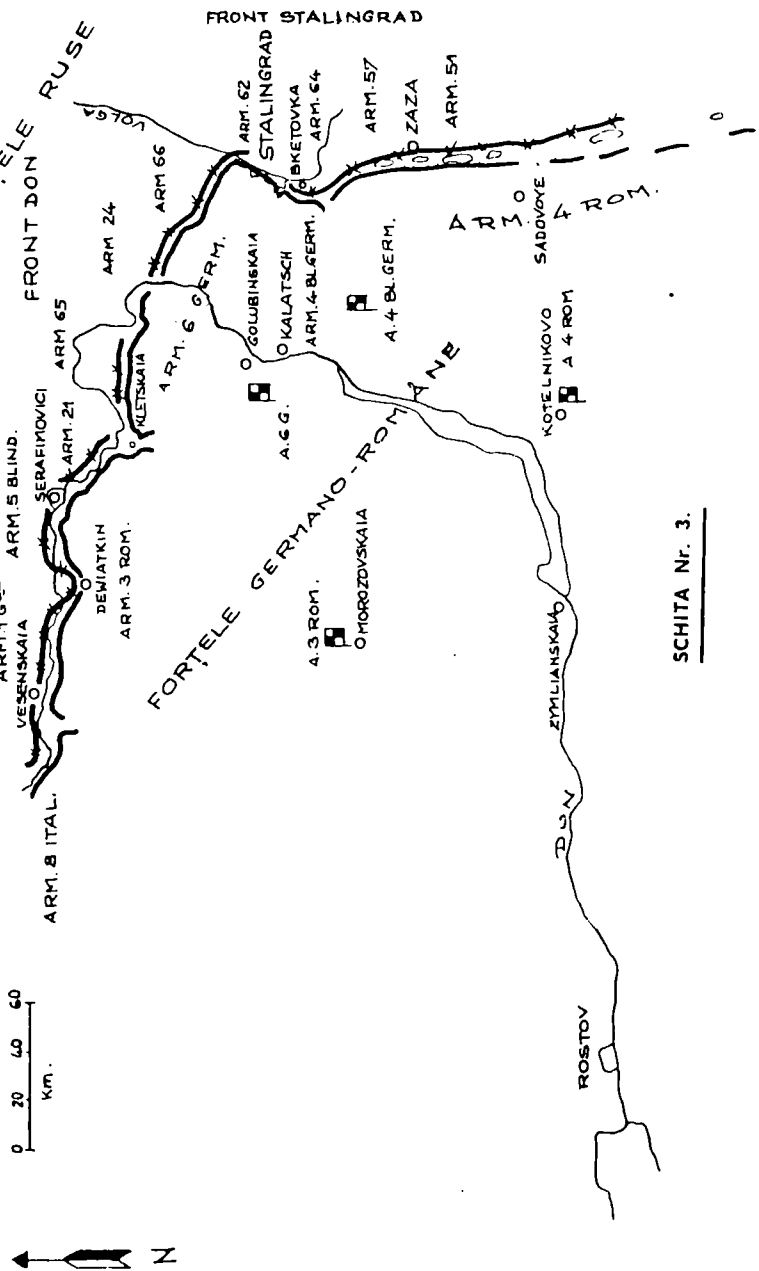 FRONT STALINGRAD
RUSE
FRONT DON
VOLGA
ARM. 62
STALINGRAD
BKETOVKA
ARM. 64
ARM. 57
ZAZA
ARM. 51
ARM 66
ARM 24
ARM 65
ARM. 21
SERAFIMOVICI
ARM. 5 BLIND.
VESENSKAIA
KLETSKAIA
ARM. 6 GERM.
GOLUBINSKAIA
KALATSCH
ARM. 4 BL.GERM.
A. 4 BL. GERM.
ARM. 4 ROM.
SADOVOYE.
KOTELNIKOVO
A 4 ROM
A. 6 G.
DEWIATKIN
ARM. 3 ROM.
FORȚELE GERMANO-ROMÂNE
A. 3 ROM.
MOROZOVSKAIA
ARM. 8 ITAL.
ZYMLIANSKAIA
DON
ROSTOV
0 20 40 60
Km.
N
SCHITA Nr. 3.